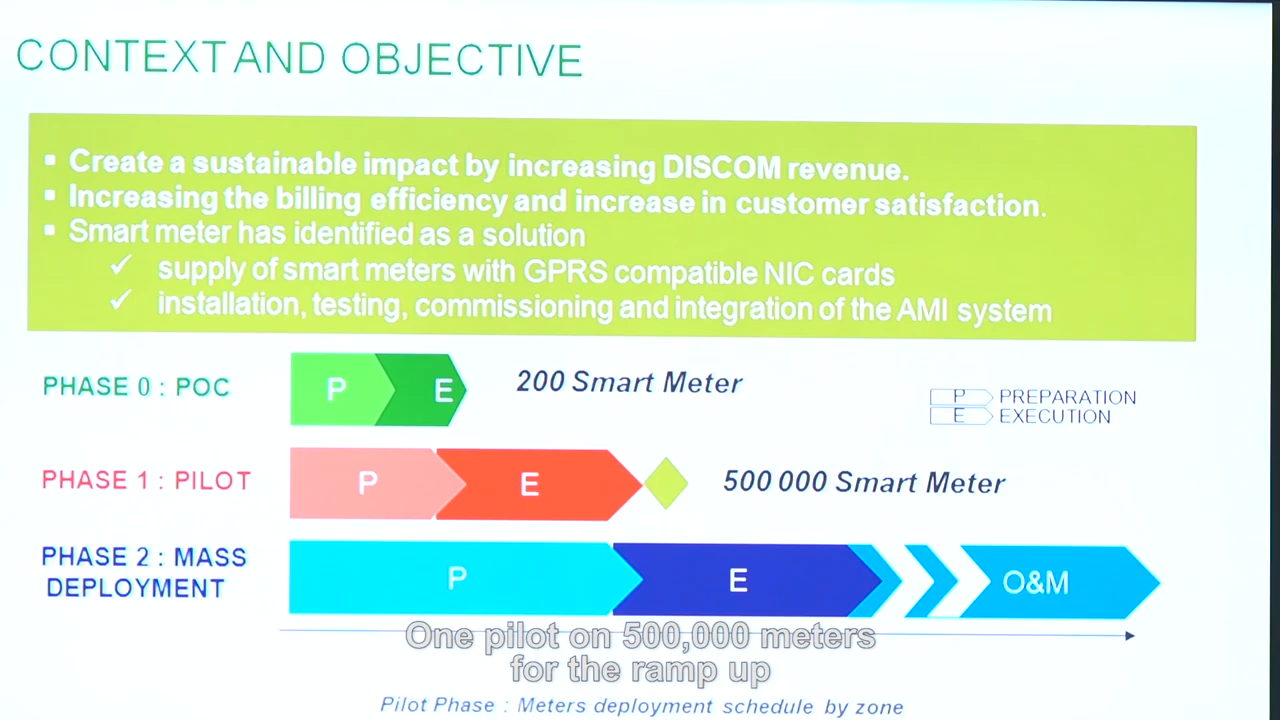 CONTEXT AND OBJECTIVE
▪ Create a sustainable impact by increasing DISCOM revenue.
▪ Increasing the billing efficiency and increase in customer satisfaction.
▪ Smart meter has identified as a solution
✓ supply of smart meters with GPRS compatible NIC cards
✓ installation, testing, commissioning and integration of the AMI system
PHASE 0 : POC
P
E
200 Smart Meter
P PREPARATION
E EXECUTION
PHASE 1 : PILOT
P
E
500 000 Smart Meter
PHASE 2 : MASS
DEPLOYMENT
P
E
O&M
One pilot on 500,000 meters
for the ramp up
Pilot Phase : Meters deployment schedule by zone